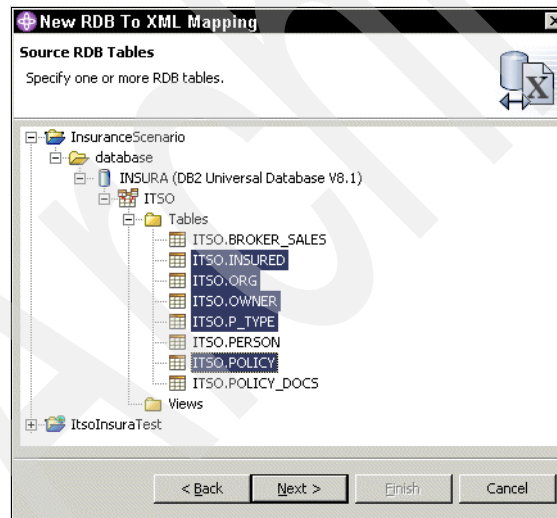 New RDB To XML Mapping
Source RDB Tables
Specify one or more RDB tables.
X
InsuranceScenario
database
INSURA (DB2 Universal Database V8.1)
ITSO
Tables
ITSO.BROKER_SALES
ITSO.INSURED
ITSO.ORG
ITSO.OWNER
ITSO.P_TYPE
ITSO.PERSON
ITSO.POLICY
ITSO.POLICY_DOCS
Views
ItsoInsuraTest
< Back Next > Finish Cancel